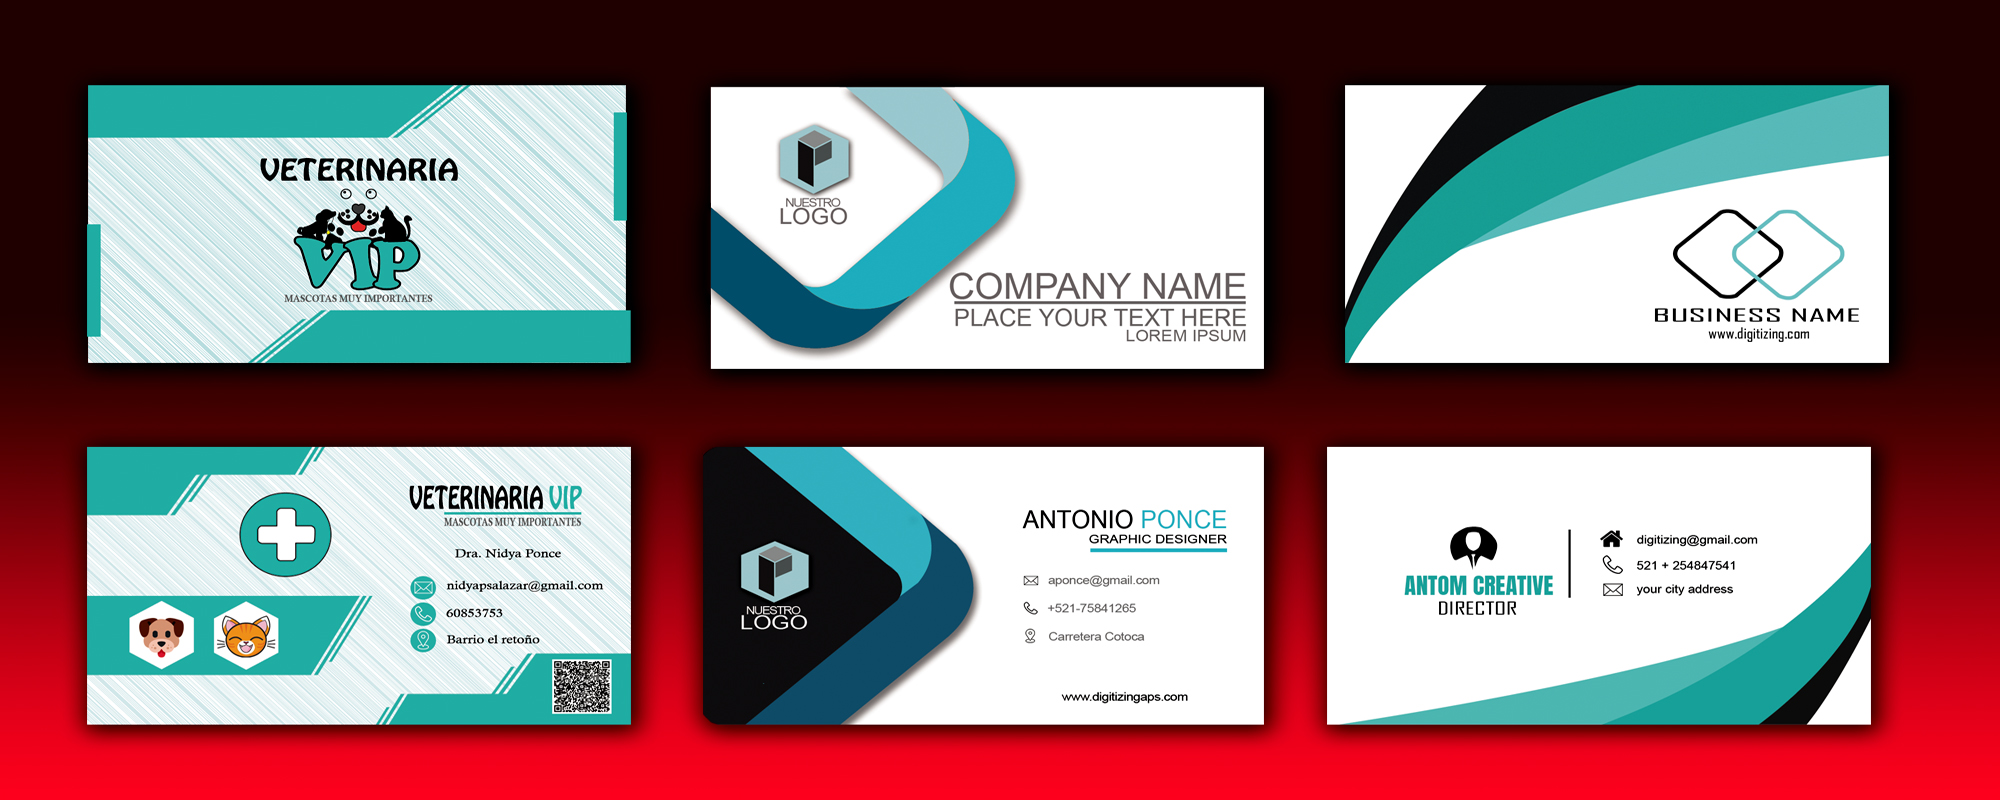 VETERINARIA
VIP
MASCOTAS MUY IMPORTANTES
NUESTRO
LOGO
COMPANY NAME
PLACE YOUR TEXT HERE
LOREM IPSUM
BUSINESS NAME
www.digitizing.com
VETERINARIA VIP
MASCOTAS MUY IMPORTANTES
Dra. Nidya Ponce
nidyapsalazar@gmail.com
60853753
Barrio el retoño
NUESTRO
LOGO
ANTONIO PONCE
GRAPHIC DESIGNER
aponce@gmail.com
+521-75841265
Carretera Cotoca
www.digitizingaps.com
ANTOM CREATIVE
DIRECTOR
digitizing@gmail.com
521 + 254847541
your city address